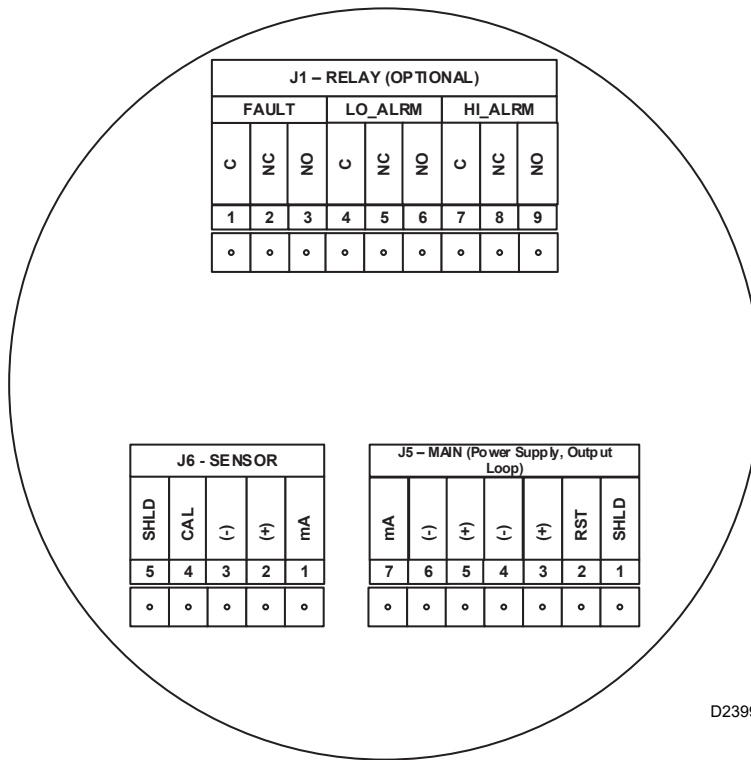 J1 – RELAY (OPTIONAL)
FAULT LO_ALRM HI_ALRM
C NC NO C NC NO C NC NO
1 2 3 4 5 6 7 8 9
J6 - SENSOR
SHLD CAL (-) (+) mA
5 4 3 2 1
J5 – MAIN (Power Supply, Output
Loop)
mA (-) (+) (-) (+) RST SHLD
7 6 5 4 3 2 1